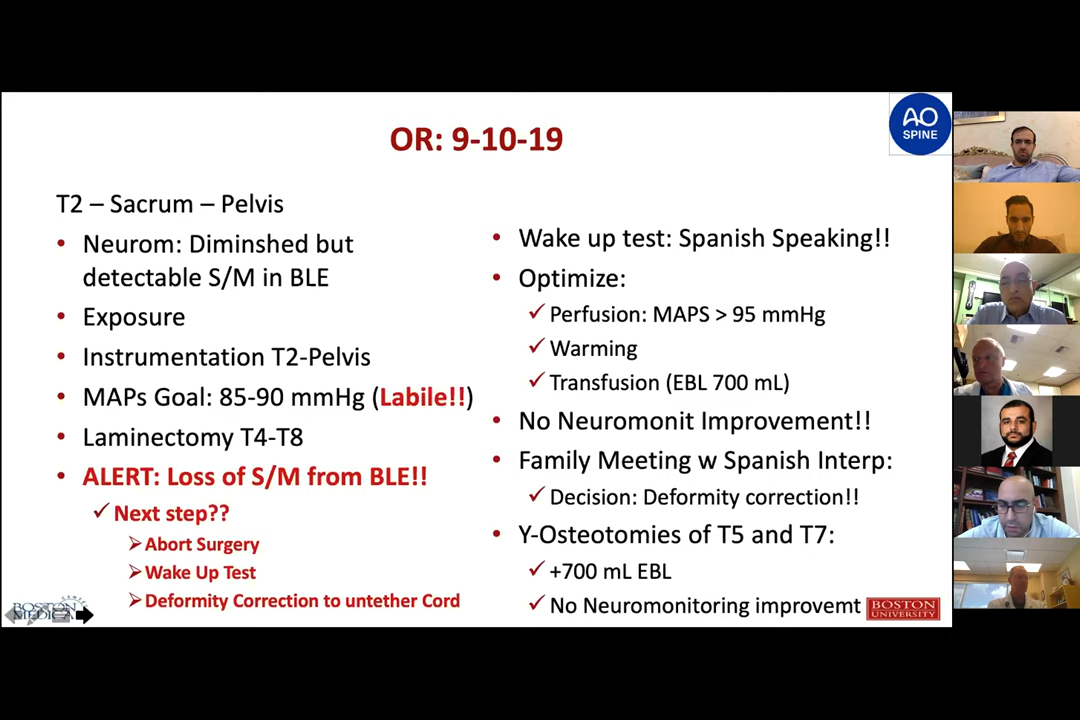 OR: 9-10-19
AO
SPINE
T2 – Sacrum – Pelvis
• Neurom: Diminshed but
detectable S/M in BLE
• Exposure
• Instrumentation T2-Pelvis
• MAPs Goal: 85-90 mmHg (Labile!!)
• Laminectomy T4-T8
• ALERT: Loss of S/M from BLE!!
✓Next step??
➢Abort Surgery
➢Wake Up Test
➢Deformity Correction to untether Cord
• Wake up test: Spanish Speaking!!
• Optimize:
✓Perfusion: MAPS > 95 mmHg
✓Warming
✓Transfusion (EBL 700 mL)
• No Neuromonit Improvement!!
• Family Meeting w Spanish Interp:
✓Decision: Deformity correction!!
• Y-Osteotomies of T5 and T7:
✓+700 mL EBL
✓No Neuromonitoring improvemt
BOSTON
MEDICA
BOSTON
UNIVERSITY